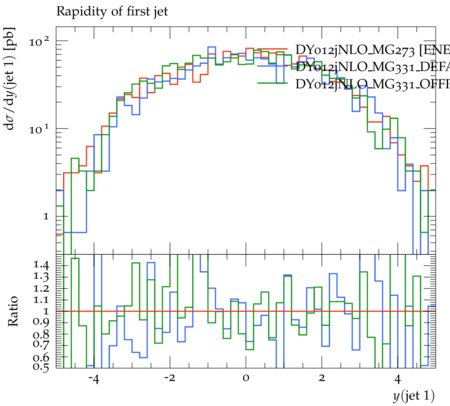 Rapidity of first jet
dσ/dy(jet 1) [pb]
10²
10¹
1
DY012jNLO_MG273 [ENE
DY012jNLO_MG331_DEFA
DY012jNLO_MG331_OFFI
Ratio
1.4
1.3
1.2
1.1
1
0.9
0.8
0.7
0.6
0.5
-4 -2 0 2 4
y(jet 1)